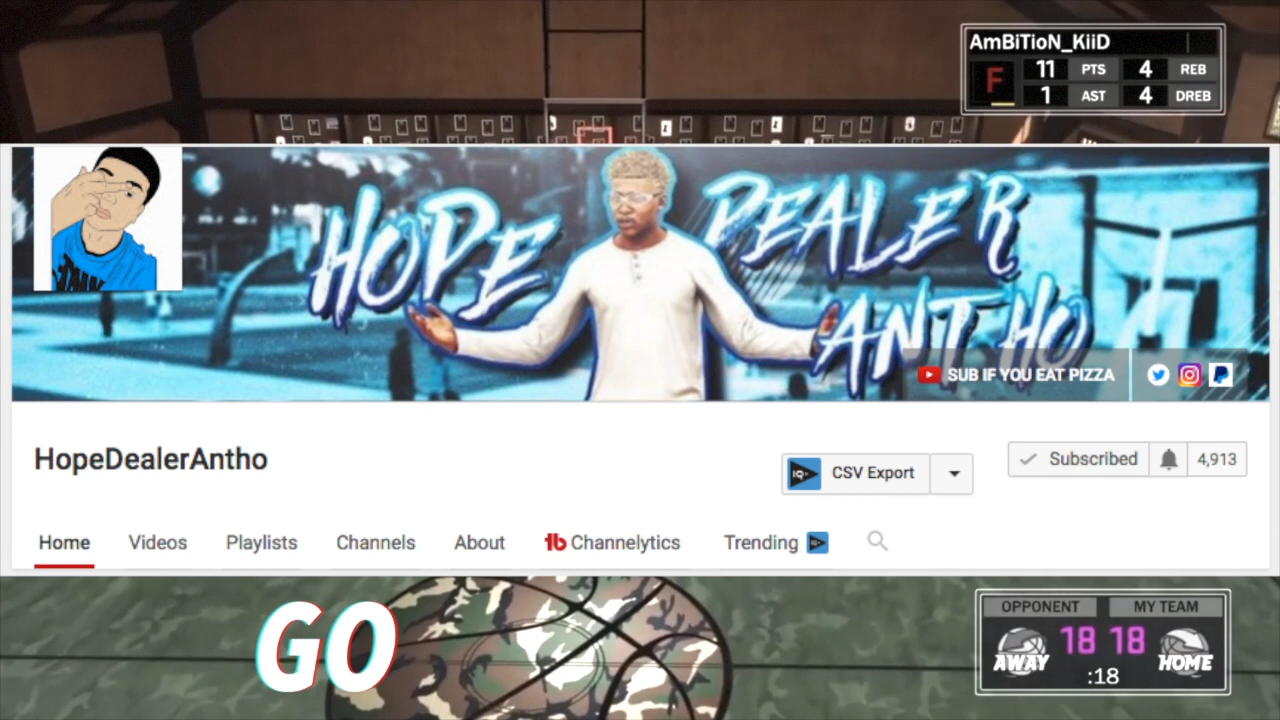 AmBiTioN_KiiD
F 11 PTS 4 REB
1 AST 4 DREB
HOPE DEALER
ANTHO
SUB IF YOU EAT PIZZA
HopeDealerAntho
CSV Export
Subscribed 4,913
Home Videos Playlists Channels About Channelytics Trending
GO
OPPONENT MY TEAM
18 18
AWAY HOME
:18